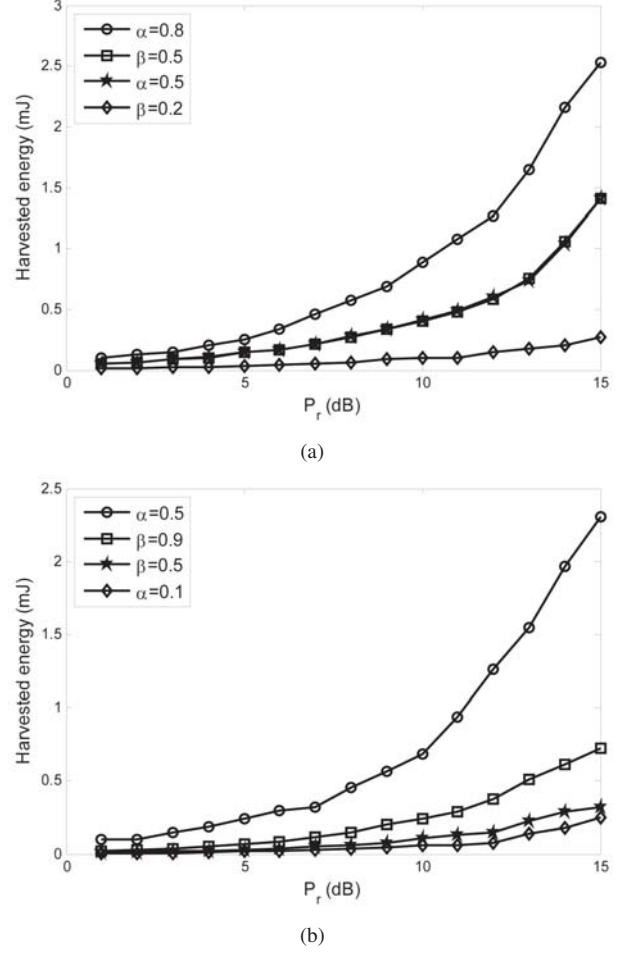 3
α=0.8
β=0.5
α=0.5
β=0.2
2.5
2
1.5
1
0.5
0
Harvested energy (mJ)
0 5 10 15
P_r (dB)
(a)
2.5
α=0.5
β=0.9
β=0.5
α=0.1
2
1.5
1
0.5
0
Harvested energy (mJ)
0 5 10 15
P_r (dB)
(b)